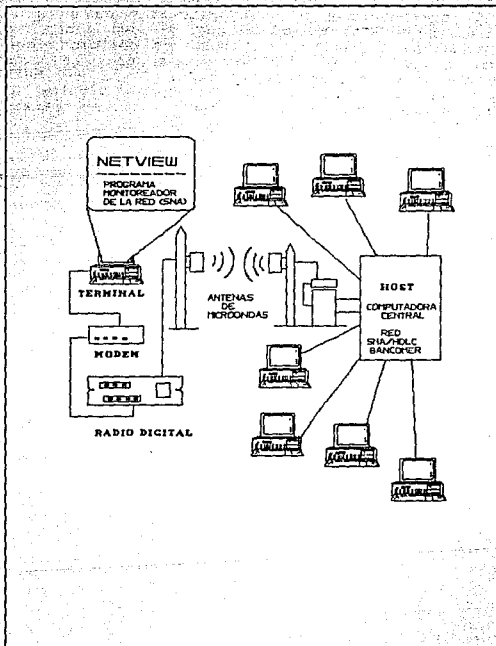 NETVIEW
PROGRAMA
MONITOREADOR
DE LA RED (SNA)
TERMINAL
MODEM
RADIO DIGITAL
ANTENAS
DE
MICROONDAS
HOST
COMPUTADORA
CENTRAL
RED
SNA/HDLC
BANCOMER